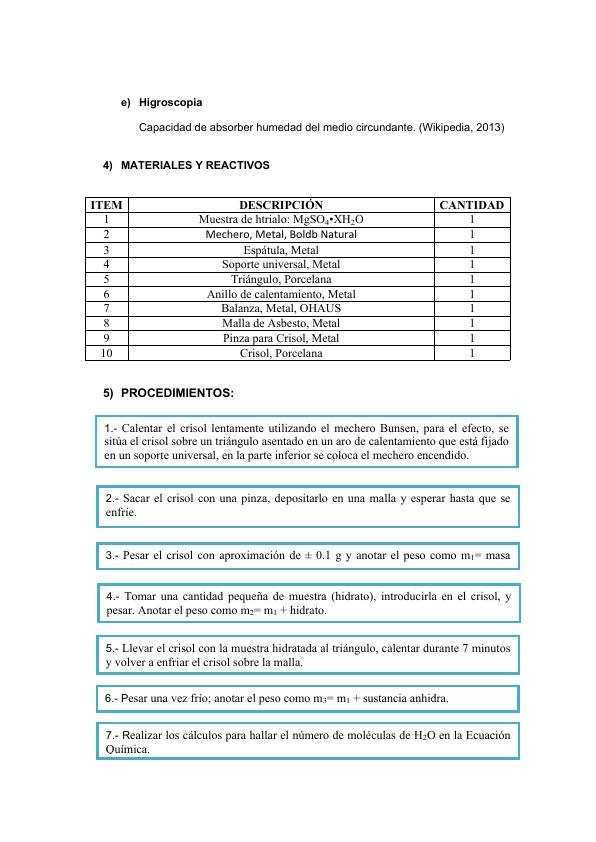 e) Higroscopia
Capacidad de absorber humedad del medio circundante. (Wikipedia, 2013)
4) MATERIALES Y REACTIVOS
ITEM DESCRIPCIÓN CANTIDAD
1 Muestra de htrialo: MgSO₄•XH₂O 1
2 Mechero, Metal, Boldb Natural 1
3 Espátula, Metal 1
4 Soporte universal, Metal 1
5 Triángulo, Porcelana 1
6 Anillo de calentamiento, Metal 1
7 Balanza, Metal, OHAUS 1
8 Malla de Asbesto, Metal 1
9 Pinza para Crisol, Metal 1
10 Crisol, Porcelana 1
5) PROCEDIMIENTOS:
1.- Calentar el crisol lentamente utilizando el mechero Bunsen, para el efecto, se
sitúa el crisol sobre un triángulo asentado en un aro de calentamiento que está fijado
en un soporte universal, en la parte inferior se coloca el mechero encendido.
2.- Sacar el crisol con una pinza, depositarlo en una malla y esperar hasta que se
enfríe.
3.- Pesar el crisol con aproximación de ± 0.1 g y anotar el peso como m₁= masa
4.- Tomar una cantidad pequeña de muestra (hidrato), introducirla en el crisol, y
pesar. Anotar el peso como m₂= m₁ + hidrato.
5.- Llevar el crisol con la muestra hidratada al triángulo, calentar durante 7 minutos
y volver a enfriar el crisol sobre la malla.
6.- Pesar una vez frío; anotar el peso como m₃= m₁ + sustancia anhidra.
7.- Realizar los cálculos para hallar el número de moléculas de H₂O en la Ecuación
Química.